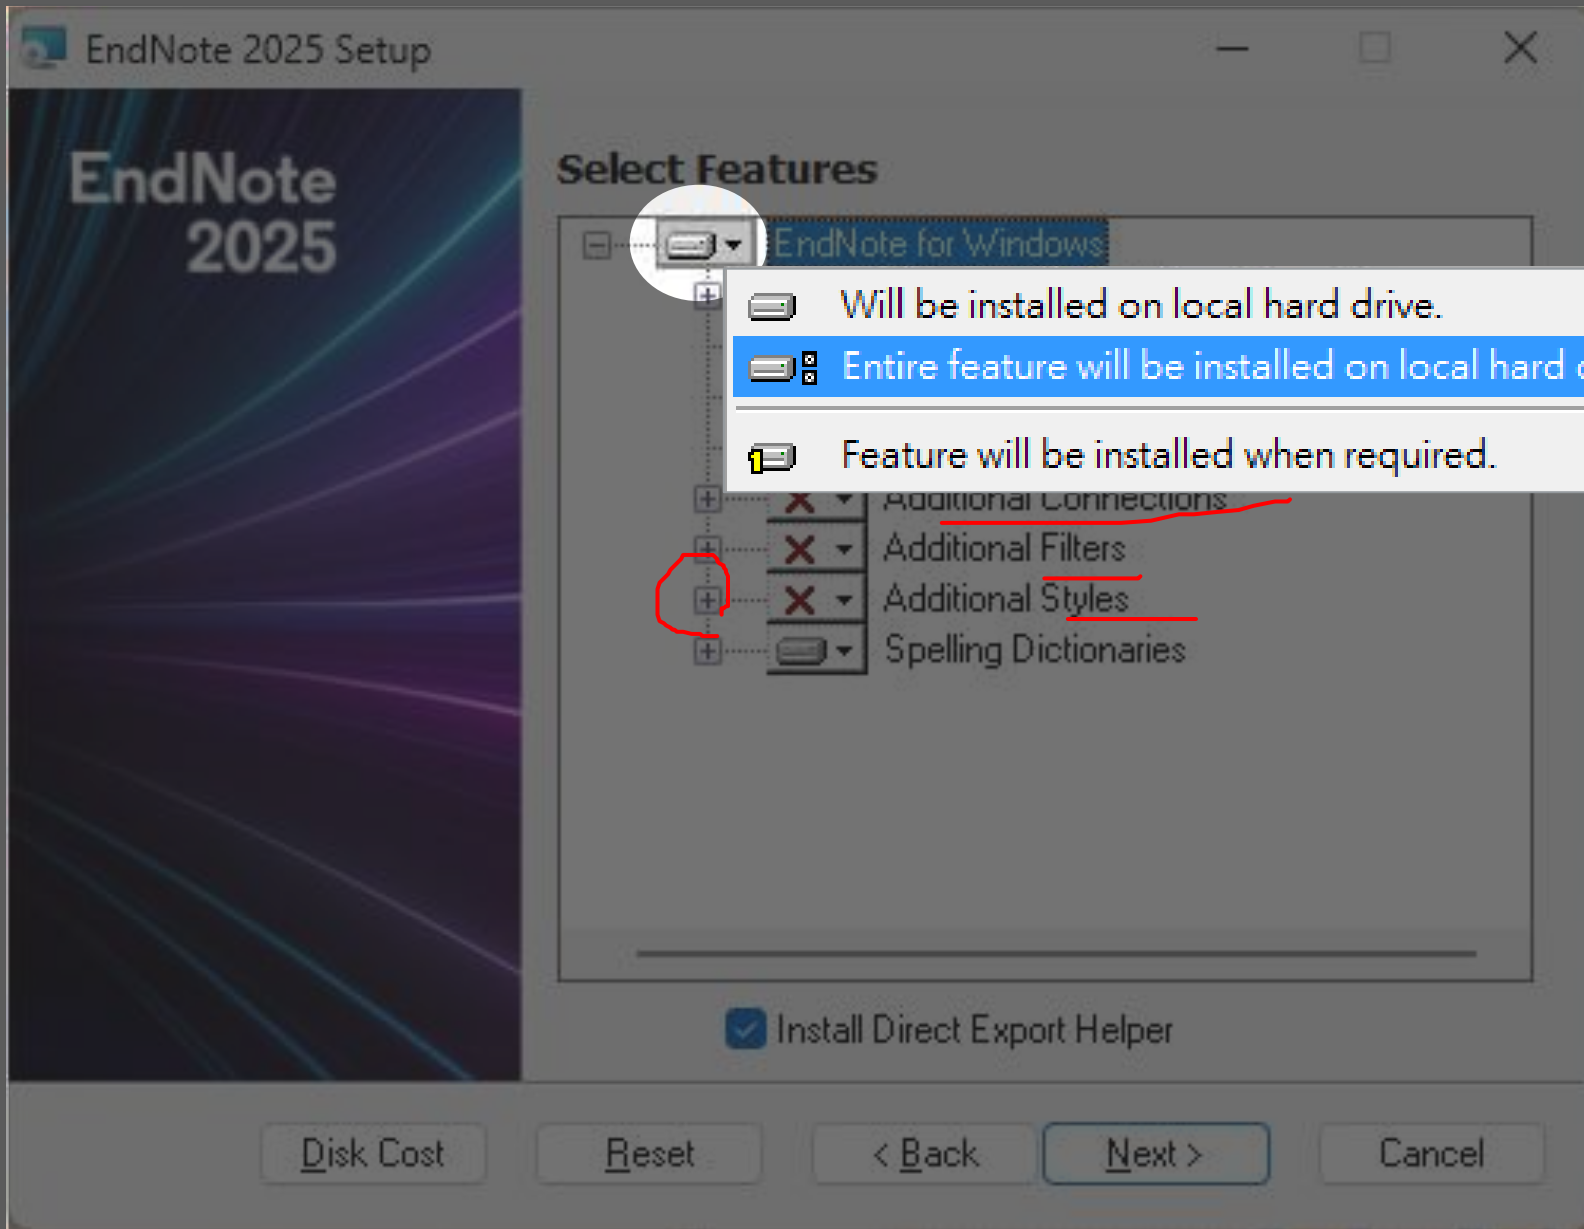 EndNote 2025 Setup
EndNote
2025
Select Features
EndNote for Windows
Will be installed on local hard drive.
Entire feature will be installed on local hard
Feature will be installed when required.
Additional Connections
Additional Filters
Additional Styles
Spelling Dictionaries
Install Direct Export Helper
Disk Cost
Reset
< Back
Next >
Cancel